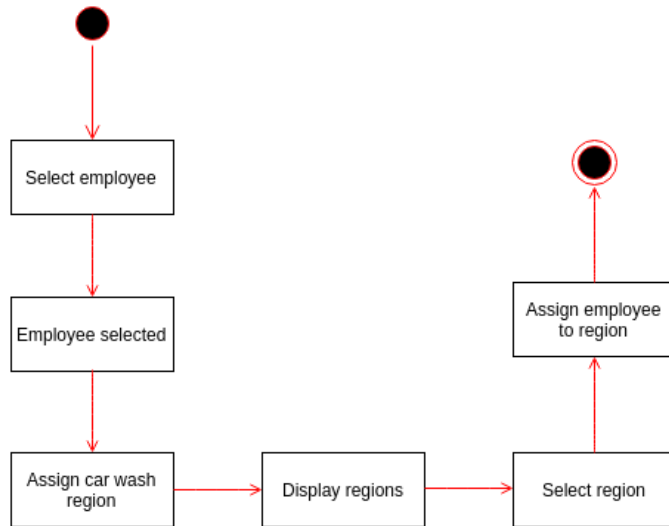 Select employee
Employee selected
Assign car wash
region
Display regions
Select region
Assign employee
to region